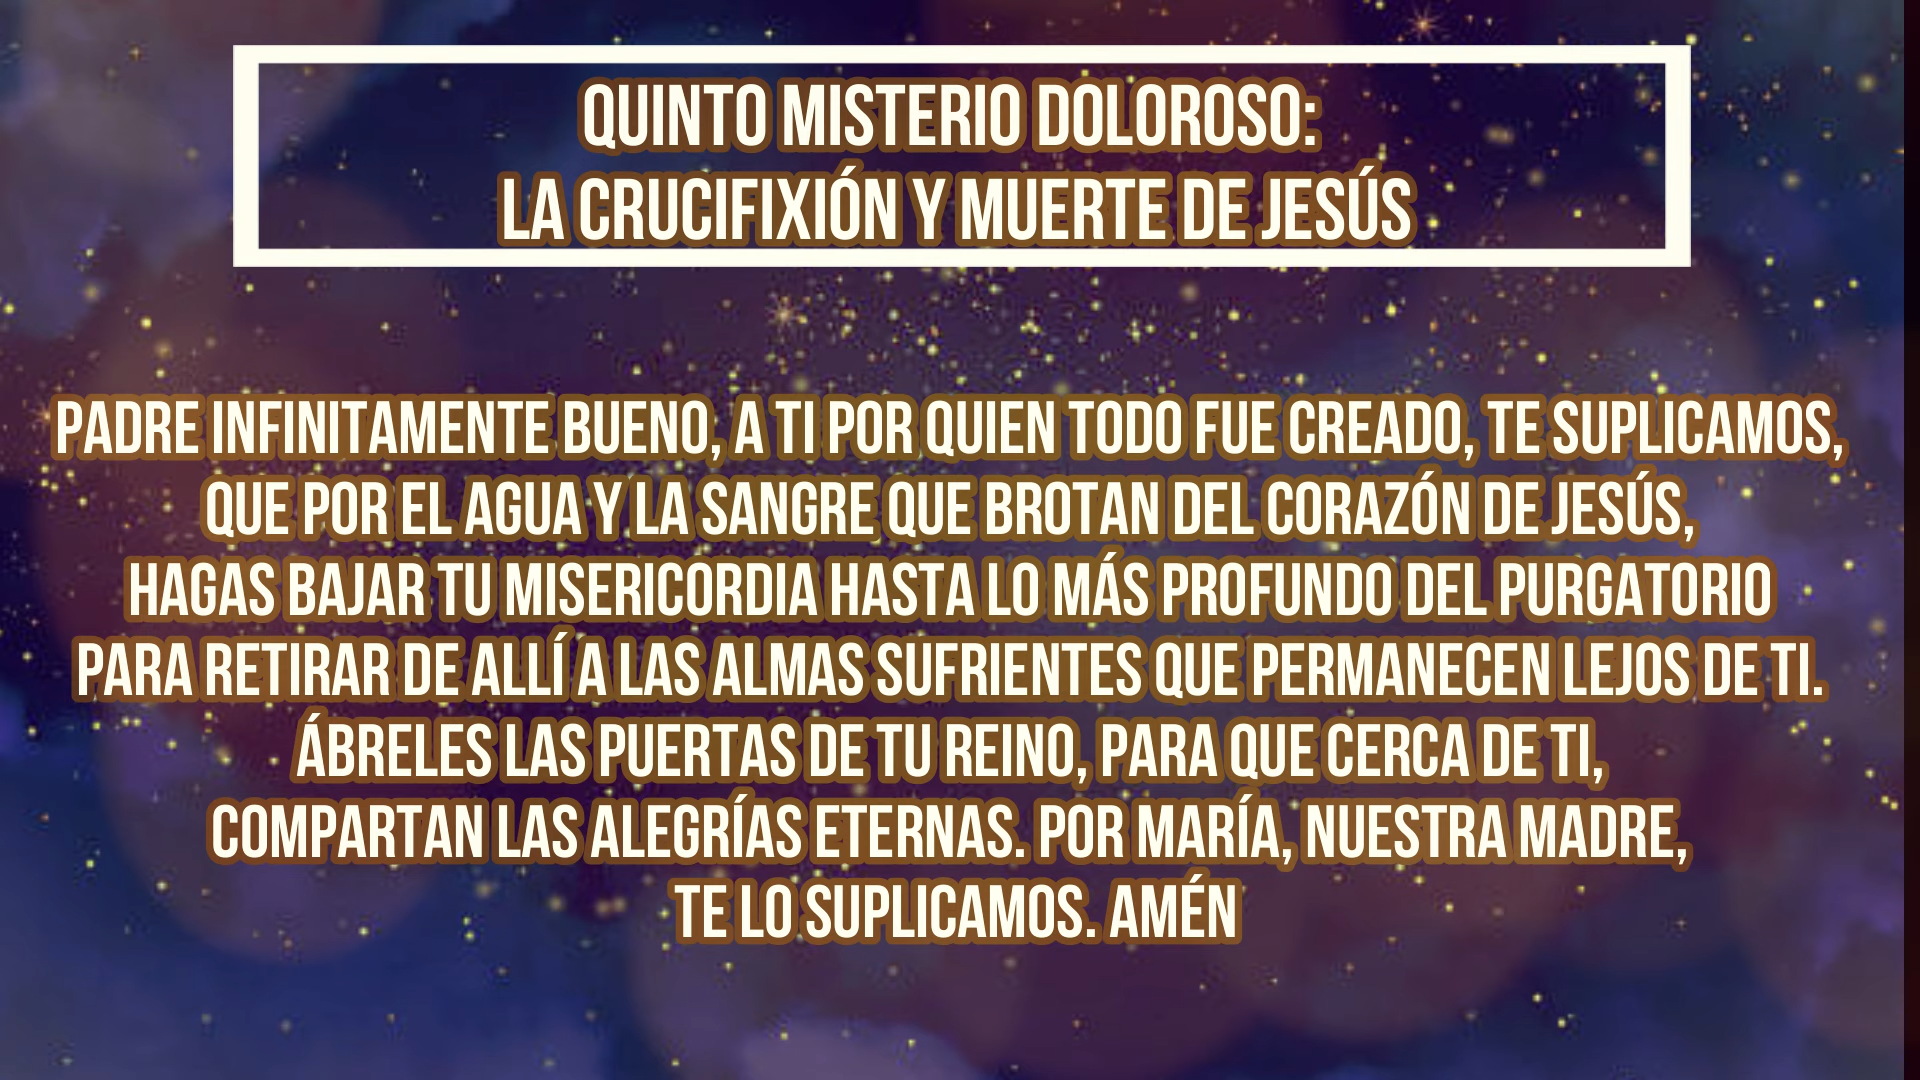 QUINTO MISTERIO DOLOROSO:
LA CRUCIFIXIÓN Y MUERTE DE JESÚS
PADRE INFINITAMENTE BUENO, A TI POR QUIEN TODO FUE CREADO, TE SUPLICAMOS,
QUE POR EL AGUA Y LA SANGRE QUE BROTAN DEL CORAZÓN DE JESÚS,
HAGAS BAJAR TU MISERICORDIA HASTA LO MÁS PROFUNDO DEL PURGATORIO
PARA RETIRAR DE ALLÍ A LAS ALMAS SUFRIENTES QUE PERMANECEN LEJOS DE TI.
ÁBRELES LAS PUERTAS DE TU REINO, PARA QUE CERCA DE TI,
COMPARTAN LAS ALEGRÍAS ETERNAS. POR MARÍA, NUESTRA MADRE,
TE LO SUPLICAMOS. AMÉN